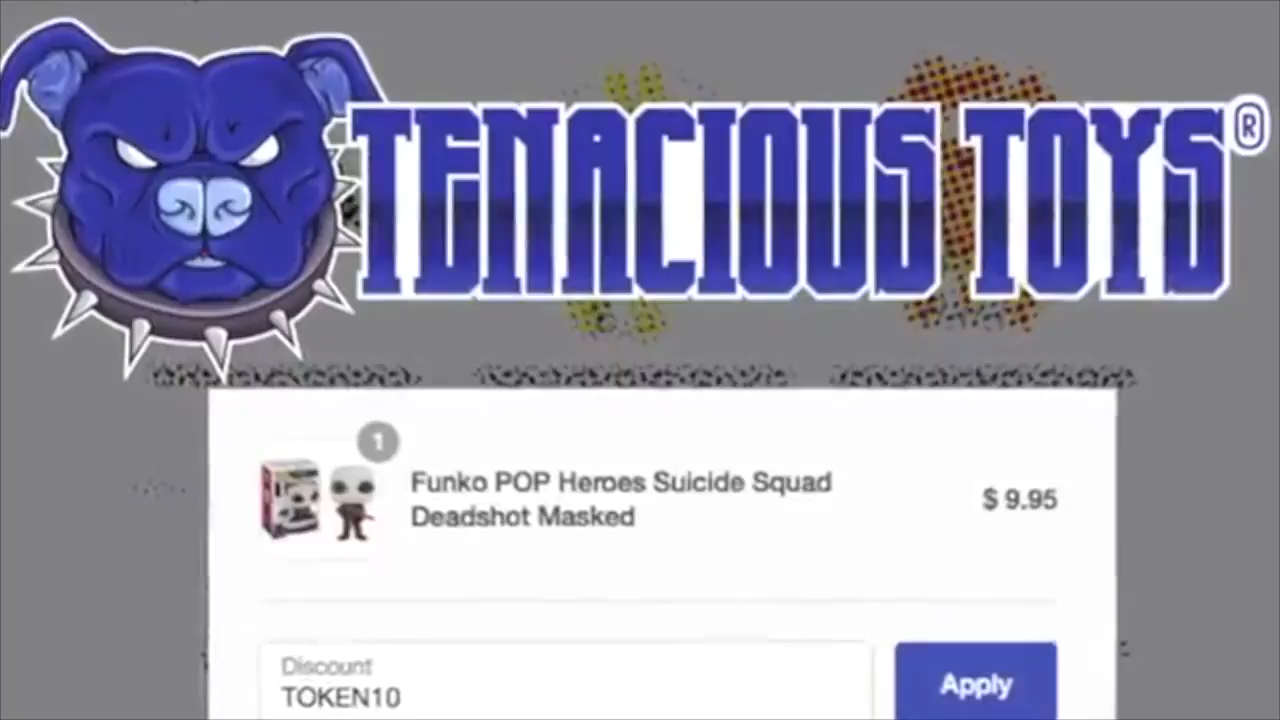 TENACIOUS TOYS®
1
Funko POP Heroes Suicide Squad
Deadshot Masked
$ 9.95
Discount
TOKEN10
Apply